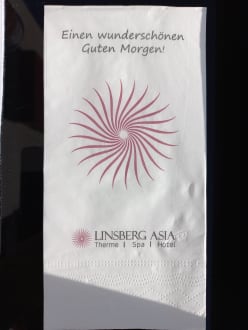 Einen wunderschönen
Guten Morgen!
LINSBERG ASIA
Therme | Spa | Hotel